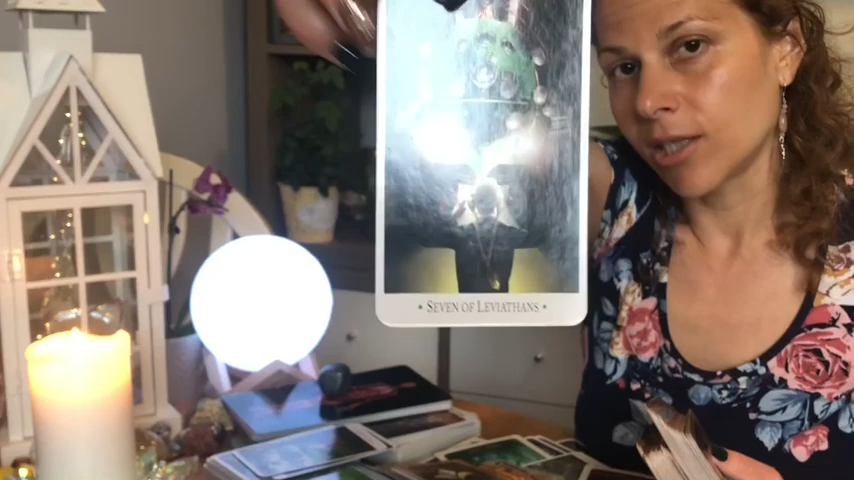 • SEVEN OF LEVIATHANS •